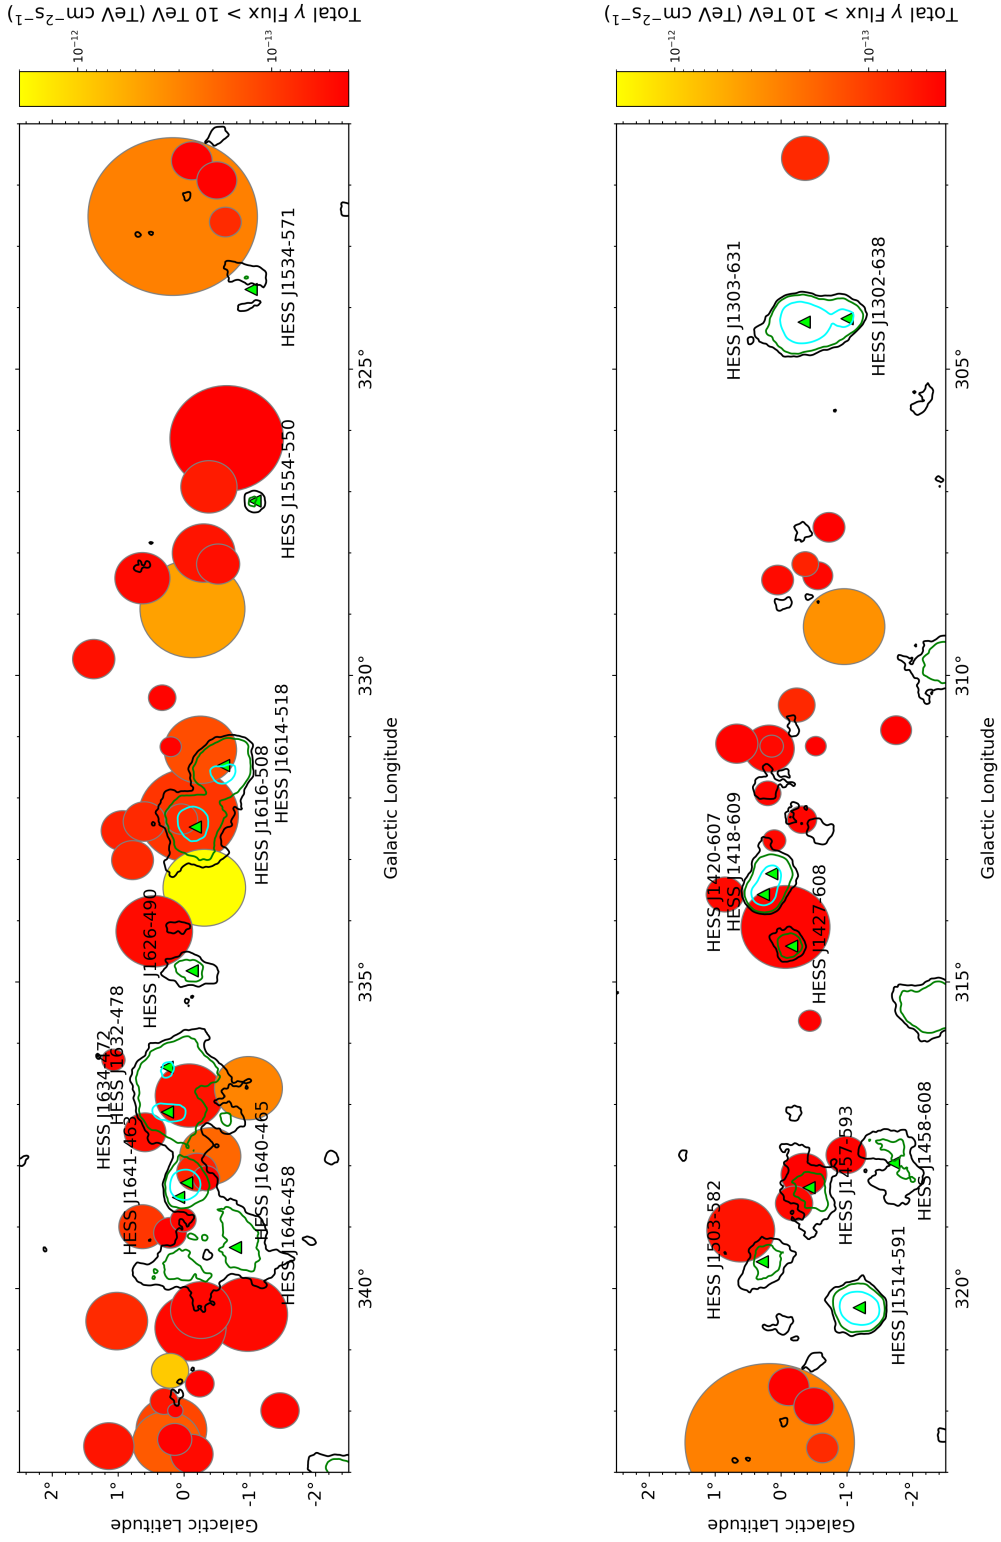 Total γ Flux > 10 TeV (TeV cm⁻²s⁻¹)
10⁻¹²
10⁻¹³
HESS J1534-571
HESS J1554-550
HESS J1614-518
HESS J1616-508
HESS J1626-490
HESS J1632-478
HESS J1634-472
HESS J1640-465
HESS J1641-463
HESS J1646-458
325°
330°
335°
340°
Galactic Longitude
2°
1°
0°
-1°
-2°
Galactic Latitude
Total γ Flux > 10 TeV (TeV cm⁻²s⁻¹)
10⁻¹²
10⁻¹³
HESS J1303-631
HESS J1302-638
HESS J1420-607
HESS J1418-609
HESS J1427-608
HESS J1457-593
HESS J1458-608
HESS J1503-582
HESS J1514-591
305°
310°
315°
320°
Galactic Longitude
2°
1°
0°
-1°
-2°
Galactic Latitude